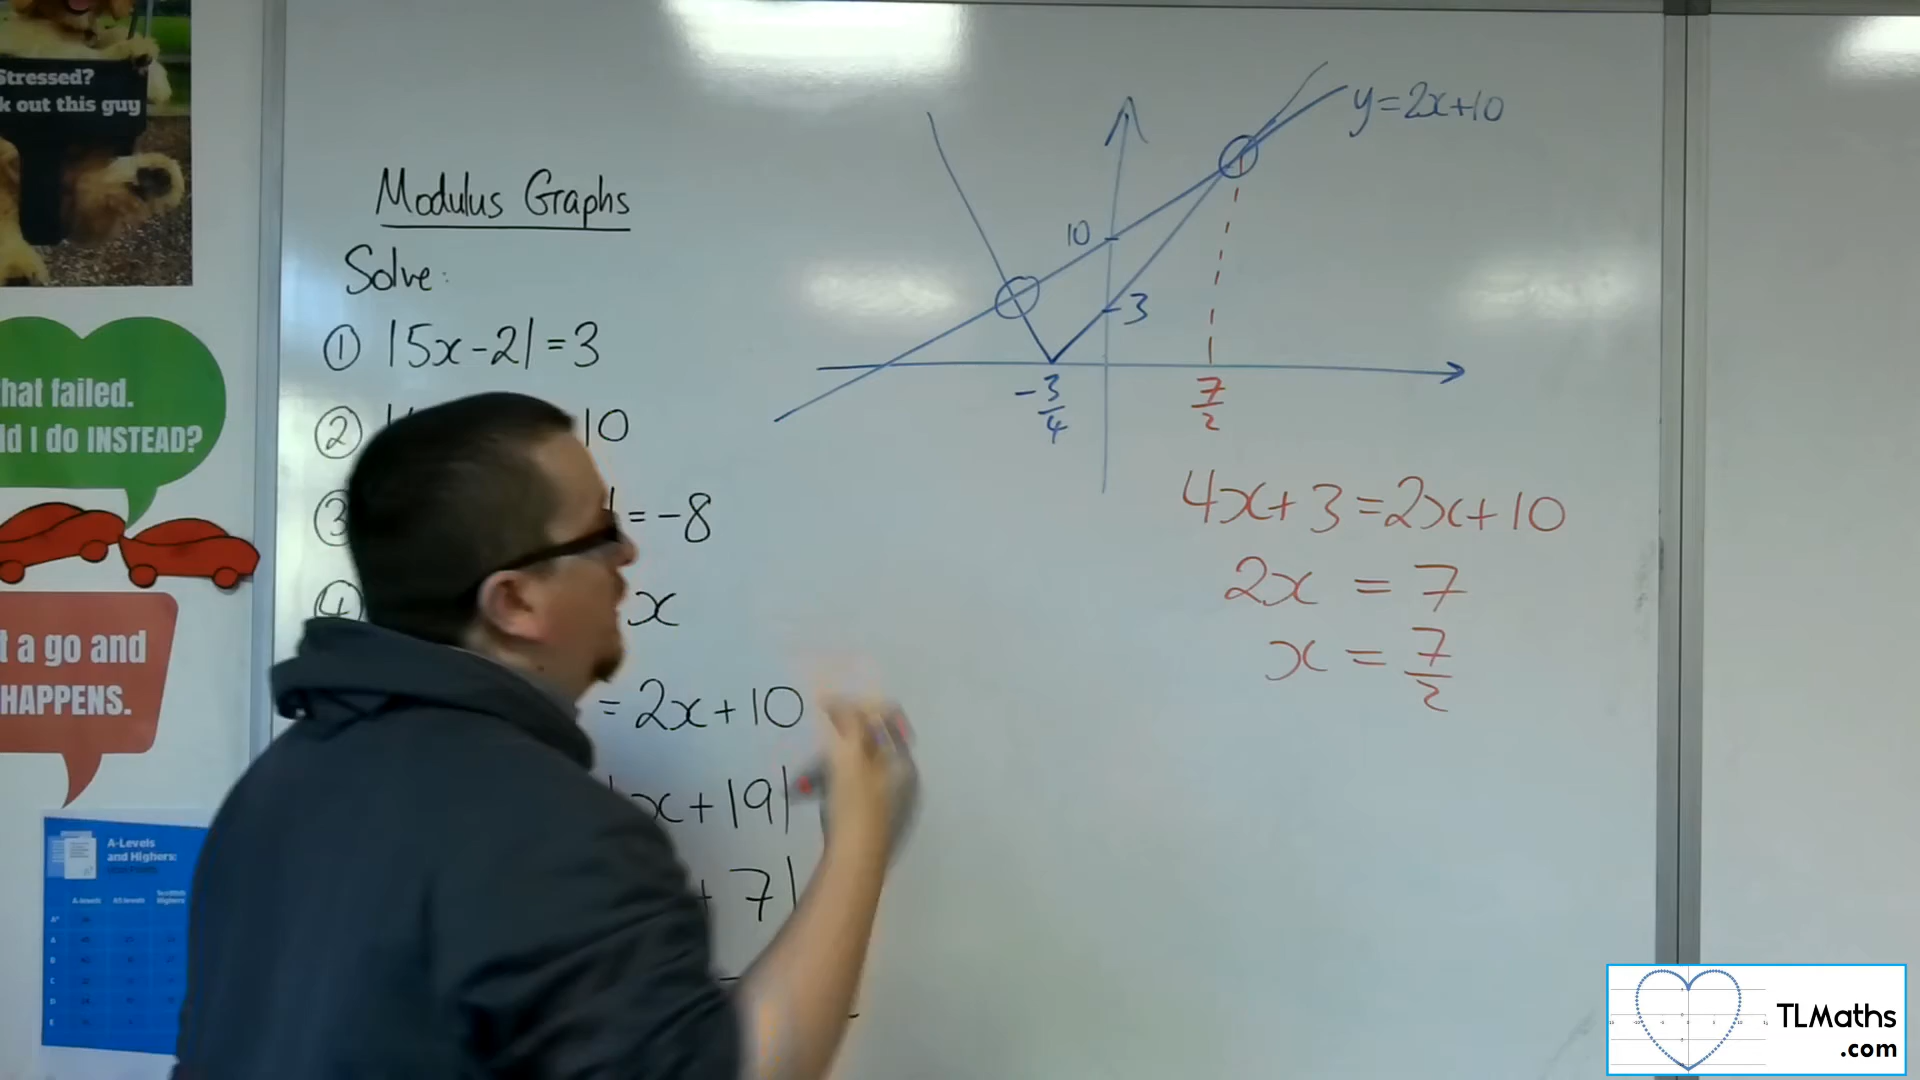 Stressed?
k out this guy
hat failed.
ld I do INSTEAD?
t a go and
HAPPENS.
A-Levels
and Highers:
Modulus Graphs
Solve:
① |5x-2|=3
② 10
③ =-8
④ x
=2x+10
x+19|
+7|
y=2x+10
10
3
-3/4
7/2
4x+3=2x+10
2x = 7
x = 7/2
TLMaths
.com